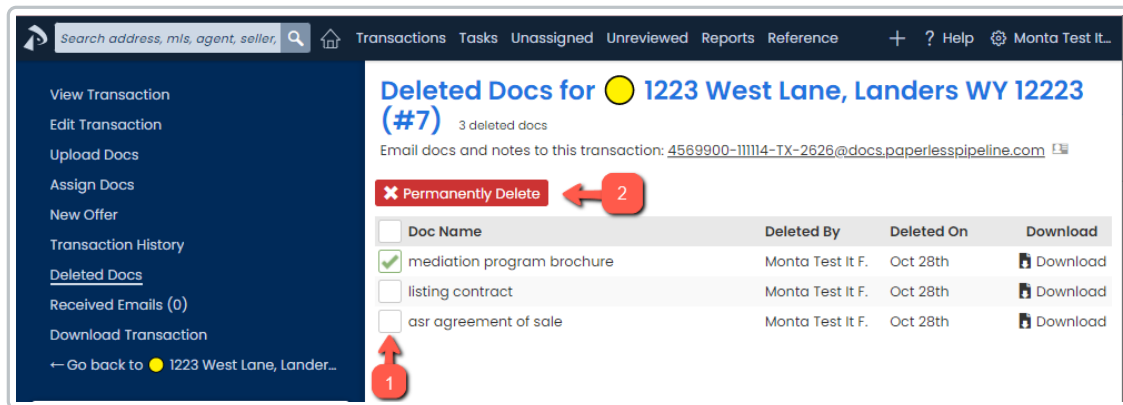 Search address, mls, agent, seller,
Transactions Tasks Unassigned Unreviewed Reports Reference
+ ? Help Monta Test It...
View Transaction
Edit Transaction
Upload Docs
Assign Docs
New Offer
Transaction History
Deleted Docs
Received Emails (0)
Download Transaction
←Go back to 1223 West Lane, Lander...
Deleted Docs for 1223 West Lane, Landers WY 12223
(#7) 3 deleted docs
Email docs and notes to this transaction: 4569900-111114-TX-2626@docs.paperlesspipeline.com
Permanently Delete
2
Doc Name Deleted By Deleted On Download
mediation program brochure Monta Test It F. Oct 28th Download
listing contract Monta Test It F. Oct 28th Download
asr agreement of sale Monta Test It F. Oct 28th Download
1